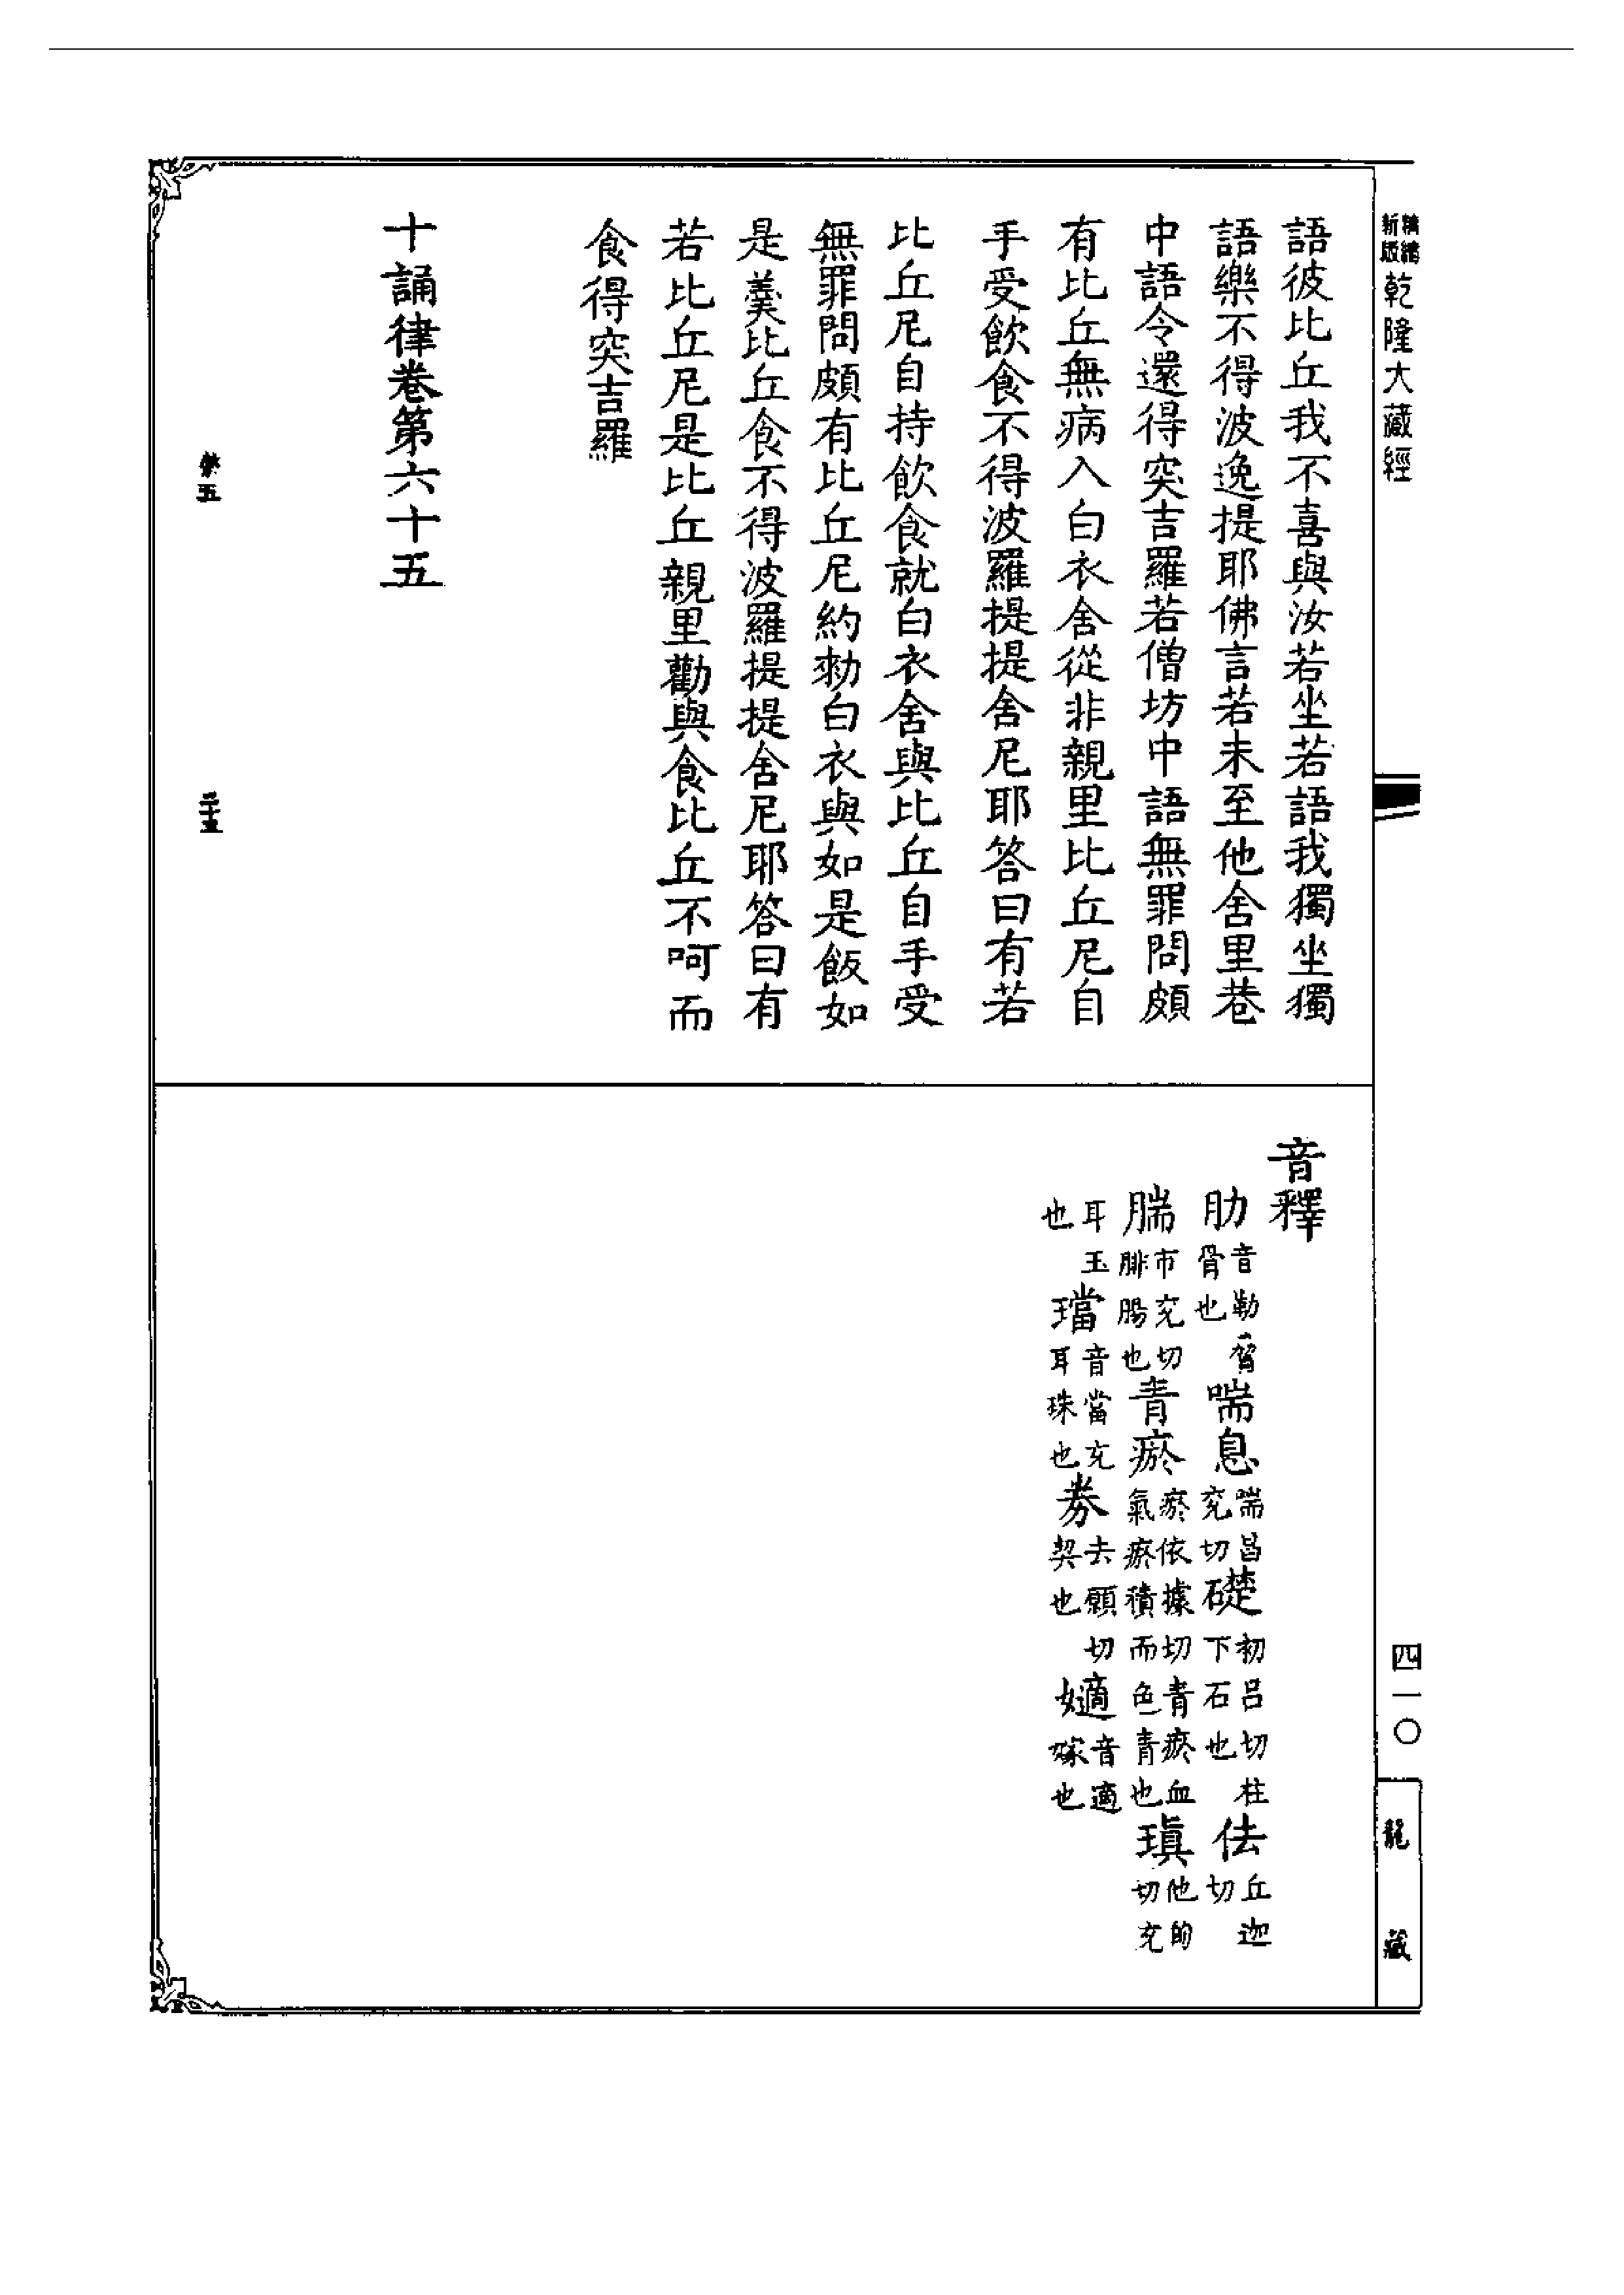 新版
精編
乾隆大藏經
語彼比丘我不喜與汝若坐若語我獨坐獨
語樂不得波逸提耶佛言若未至他舍里巷
中語令還得突吉羅若僧坊中語無罪問頗
有比丘無病入白衣舍從非親里比丘尼自
手受飲食不得波羅提提舍尼耶答曰有若
比丘尼自持飲食就白衣舍與比丘自手受
無罪問頗有比丘尼約勑白衣與如是飯如
是羹比丘食不得波羅提提舍尼耶答曰有
若比丘尼是比丘親里勸與食比丘不呵而
食得突吉羅
十誦律卷第六十五
五
音釋
肋音勒脅骨也 喘息喘昌兖切 礎初呂切柱下石也 佉丘迦切
腨市兖切腓腸也 青瘀瘀依據切青瘀血氣瘀積而色青也 瑱他的切充
耳玉也 璫音當充耳珠也 劵去願切契也 嫡音適嫁也
四一〇
龍藏